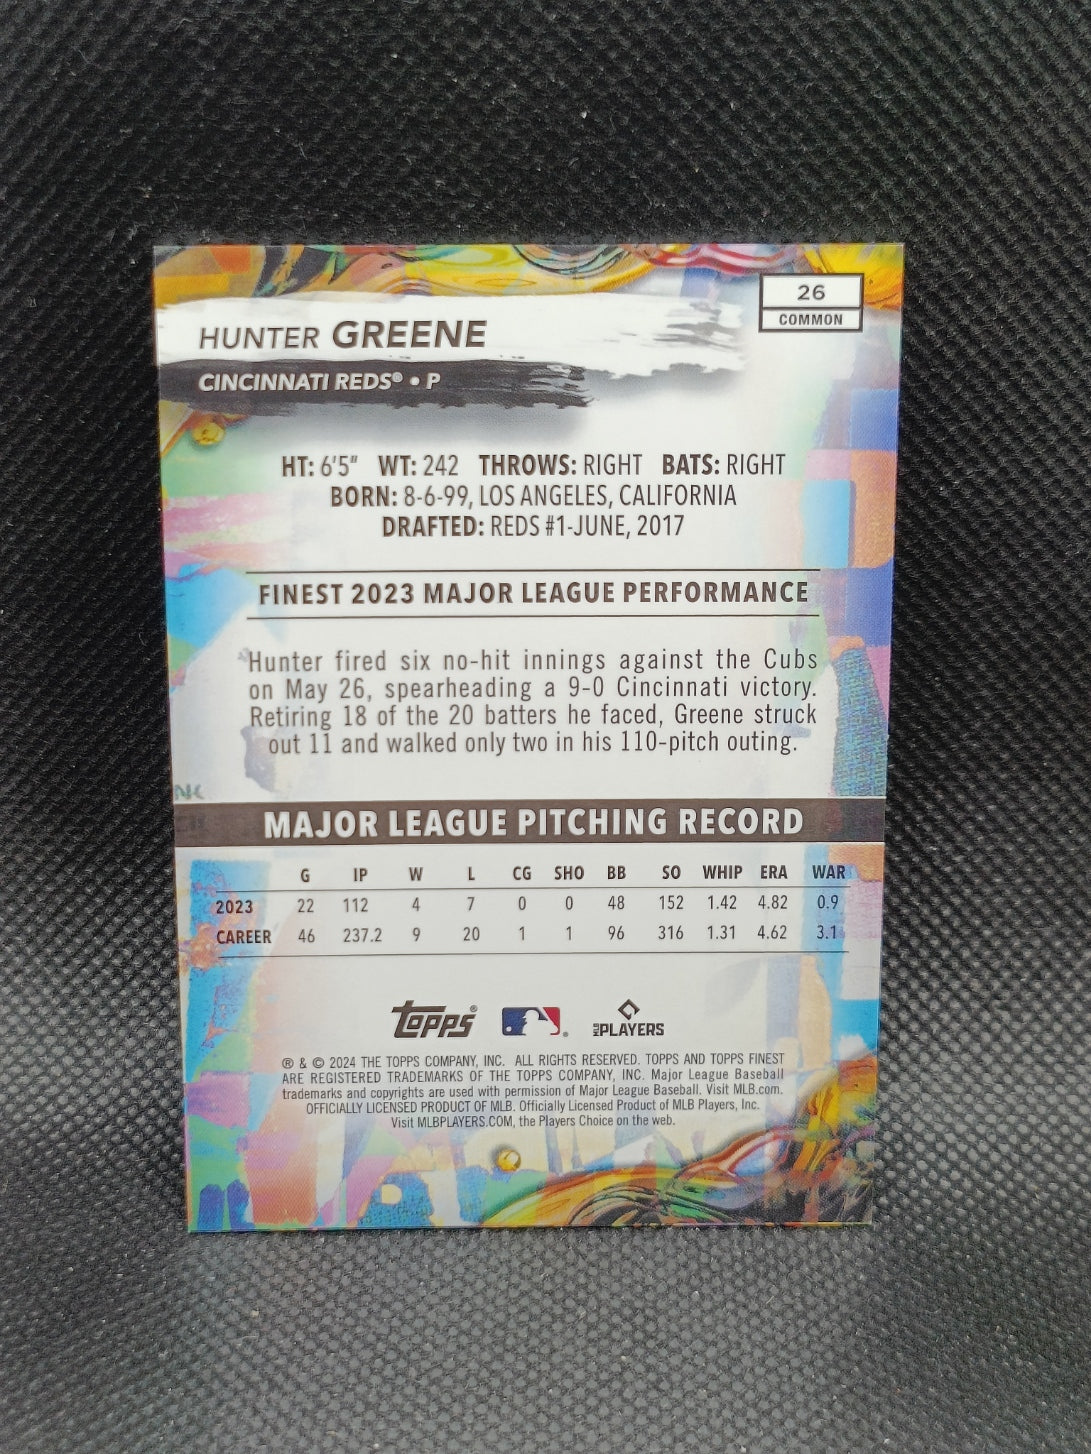 26
COMMON
HUNTER GREENE
CINCINNATI REDS® • P
HT: 6'5" WT: 242 THROWS: RIGHT BATS: RIGHT
BORN: 8-6-99, LOS ANGELES, CALIFORNIA
DRAFTED: REDS #1-JUNE, 2017
FINEST 2023 MAJOR LEAGUE PERFORMANCE
Hunter fired six no-hit innings against the Cubs
on May 26, spearheading a 9-0 Cincinnati victory.
Retiring 18 of the 20 batters he faced, Greene struck
out 11 and walked only two in his 110-pitch outing.
NK
MAJOR LEAGUE PITCHING RECORD
G IP W L CG SHO BB SO WHIP ERA WAR
2023 22 112 4 7 0 0 48 152 1.42 4.82 0.9
CAREER 46 237.2 9 20 1 1 96 316 1.31 4.62 3.1
Topps® ® MLB PLAYERS
® & © 2024 THE TOPPS COMPANY, INC. ALL RIGHTS RESERVED. TOPPS AND TOPPS FINEST
ARE REGISTERED TRADEMARKS OF THE TOPPS COMPANY, INC. Major League Baseball
trademarks and copyrights are used with permission of Major League Baseball. Visit MLB.com.
OFFICIALLY LICENSED PRODUCT OF MLB. Officially Licensed Product of MLB Players, Inc.
Visit MLBPLAYERS.COM, the Players Choice on the web.